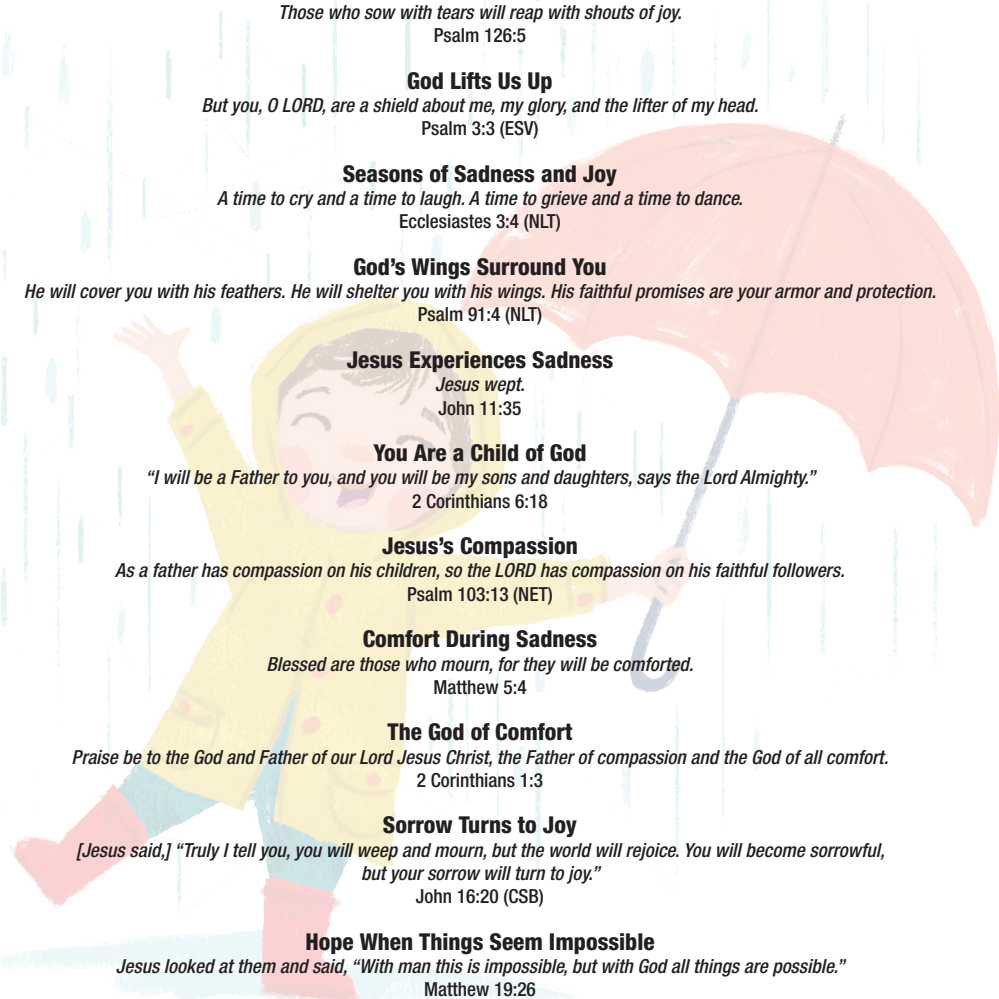 Those who sow with tears will reap with shouts of joy.
Psalm 126:5
God Lifts Us Up
But you, O LORD, are a shield about me, my glory, and the lifter of my head.
Psalm 3:3 (ESV)
Seasons of Sadness and Joy
A time to cry and a time to laugh. A time to grieve and a time to dance.
Ecclesiastes 3:4 (NLT)
God’s Wings Surround You
He will cover you with his feathers. He will shelter you with his wings. His faithful promises are your armor and protection.
Psalm 91:4 (NLT)
Jesus Experiences Sadness
Jesus wept.
John 11:35
You Are a Child of God
“I will be a Father to you, and you will be my sons and daughters, says the Lord Almighty.”
2 Corinthians 6:18
Jesus’s Compassion
As a father has compassion on his children, so the LORD has compassion on his faithful followers.
Psalm 103:13 (NET)
Comfort During Sadness
Blessed are those who mourn, for they will be comforted.
Matthew 5:4
The God of Comfort
Praise be to the God and Father of our Lord Jesus Christ, the Father of compassion and the God of all comfort.
2 Corinthians 1:3
Sorrow Turns to Joy
[Jesus said,] “Truly I tell you, you will weep and mourn, but the world will rejoice. You will become sorrowful,
but your sorrow will turn to joy.”
John 16:20 (CSB)
Hope When Things Seem Impossible
Jesus looked at them and said, “With man this is impossible, but with God all things are possible.”
Matthew 19:26